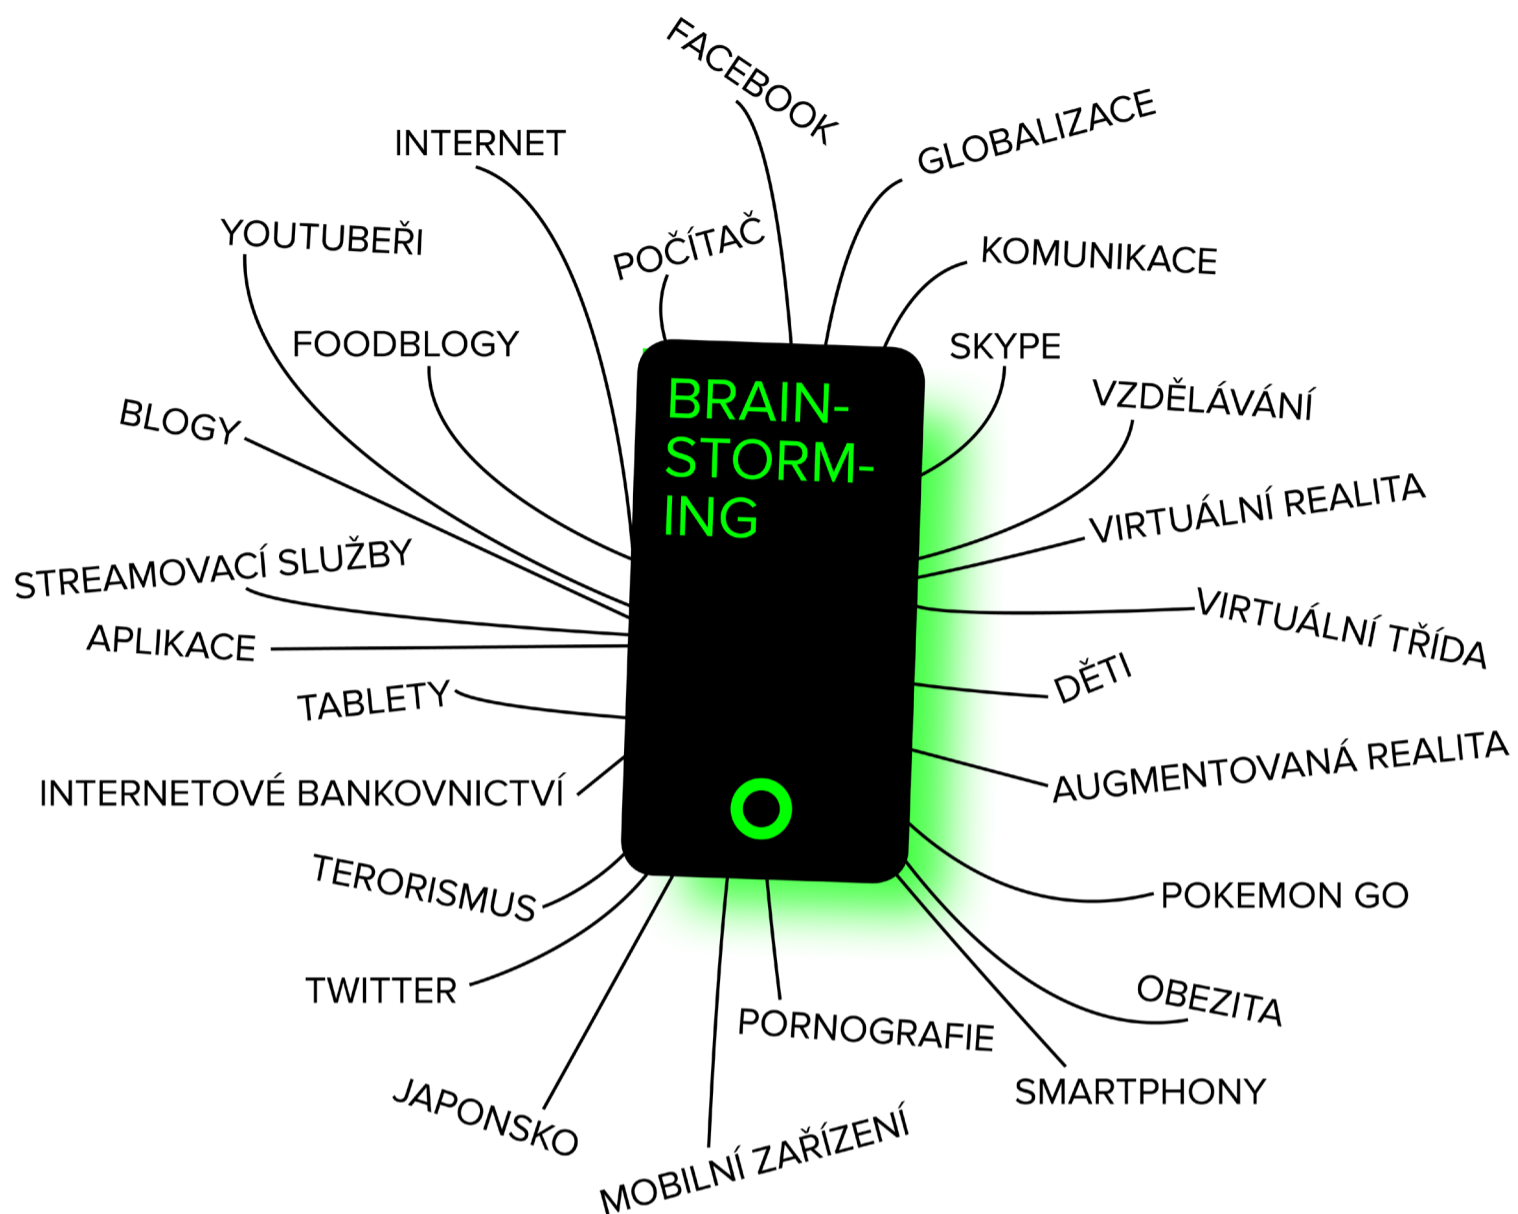 FACEBOOK
GLOBALIZACE
INTERNET
YOUTUBEŘI
POČÍTAČ
KOMUNIKACE
FOODBLOGY
SKYPE
BLOGY
VZDĚLÁVÁNÍ
BRAIN-
STORM-
ING
VIRTUÁLNÍ REALITA
STREAMOVACÍ SLUŽBY
VIRTUÁLNÍ TŘÍDA
APLIKACE
DĚTI
TABLETY
AUGMENTOVANÁ REALITA
INTERNETOVÉ BANKOVNICTVÍ
TERORISMUS
POKEMON GO
TWITTER
OBEZITA
PORNOGRAFIE
SMARTPHONY
JAPONSKO
MOBILNÍ ZAŘÍZENÍ